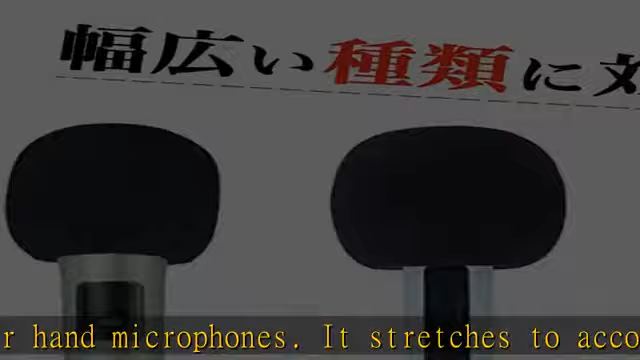 幅広い種類に対
r hand microphones. It stretches to acco